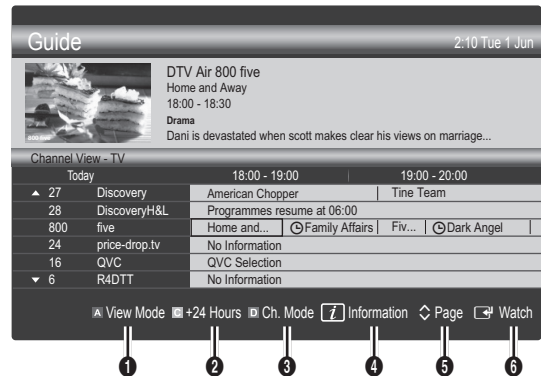 Guide
2:10 Tue 1 Jun
DTV Air 800 five
Home and Away
18:00 - 18:30
Drama
Dani is devastated when scott makes clear his views on marriage...
800 five
Channel View - TV
Today 18:00 - 19:00 19:00 - 20:00
▲ 27 Discovery American Chopper Tine Team
28 DiscoveryH&L Programmes resume at 06:00
800 five Home and... Family Affairs Fiv... Dark Angel
24 price-drop.tv No Information
16 QVC QVC Selection
▼ 6 R4DTT No Information
A View Mode C +24 Hours D Ch. Mode i Information Page Watch
1 2 3 4 5 6